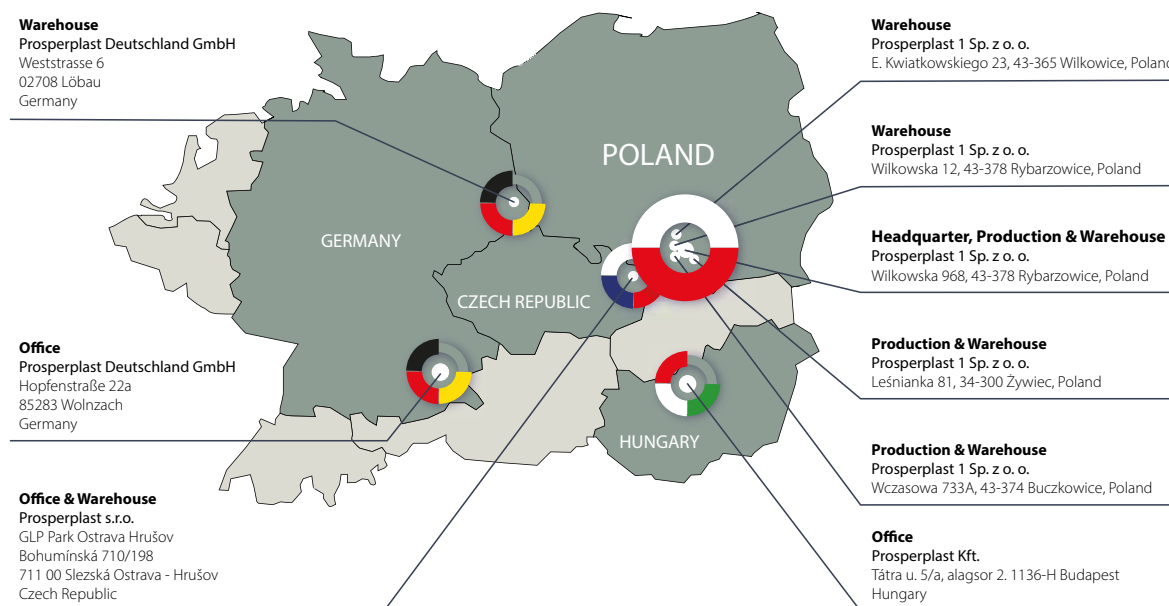 Warehouse
Prosperplast Deutschland GmbH
Weststrasse 6
02708 Löbau
Germany
Office
Prosperplast Deutschland GmbH
Hopfenstraße 22a
85283 Wolnzach
Germany
Office & Warehouse
Prosperplast s.r.o.
GLP Park Ostrava Hrušov
Bohumínská 710/198
711 00 Slezská Ostrava - Hrušov
Czech Republic
POLAND
GERMANY
CZECH REPUBLIC
HUNGARY
Warehouse
Prosperplast 1 Sp. z o. o.
E. Kwiatkowskiego 23, 43-365 Wilkowice, Poland
Warehouse
Prosperplast 1 Sp. z o. o.
Wilkowska 12, 43-378 Rybarzowice, Poland
Headquarter, Production & Warehouse
Prosperplast 1 Sp. z o. o.
Wilkowska 968, 43-378 Rybarzowice, Poland
Production & Warehouse
Prosperplast 1 Sp. z o. o.
Leśnianka 81, 34-300 Żywiec, Poland
Production & Warehouse
Prosperplast 1 Sp. z o. o.
Wczasowa 733A, 43-374 Buczkowice, Poland
Office
Prosperplast Kft.
Tátra u. 5/a, alagsor 2. 1136-H Budapest
Hungary